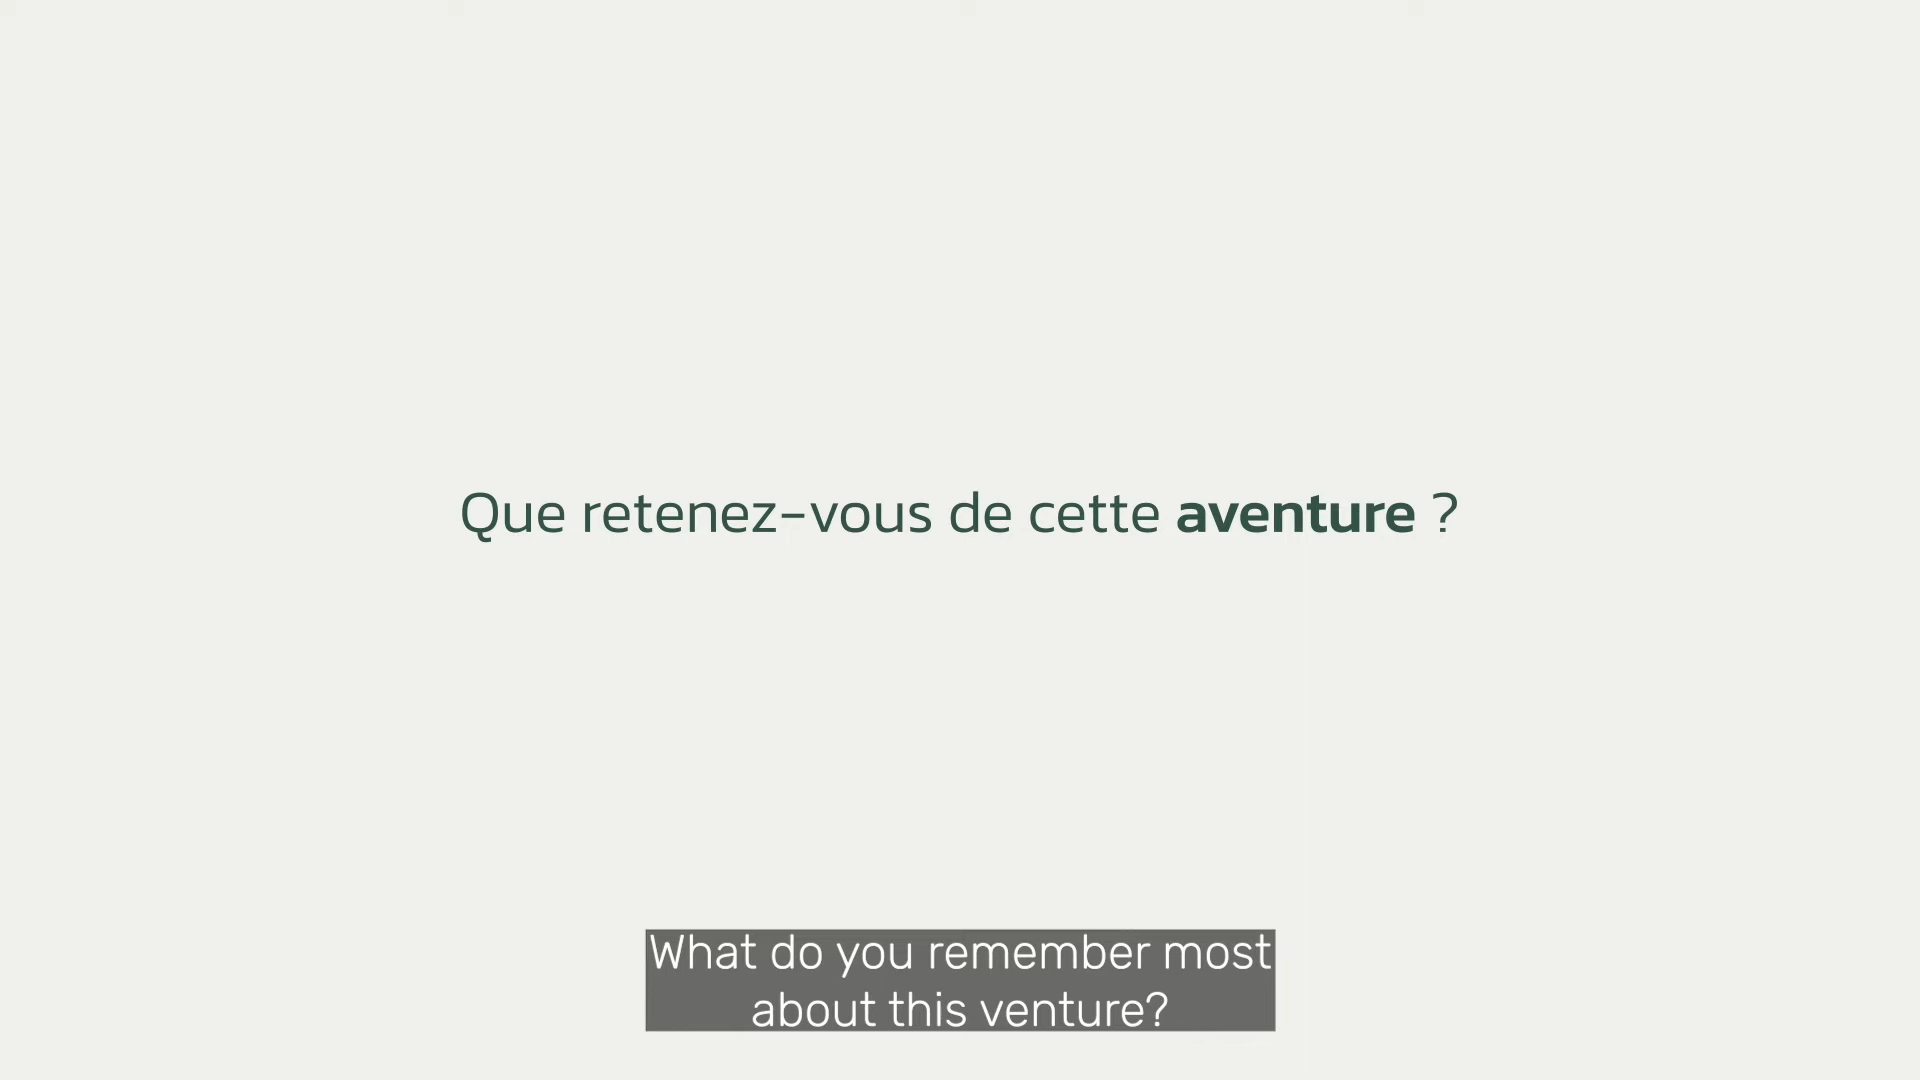 Que retenez-vous de cette aventure ?
What do you remember most
about this venture?